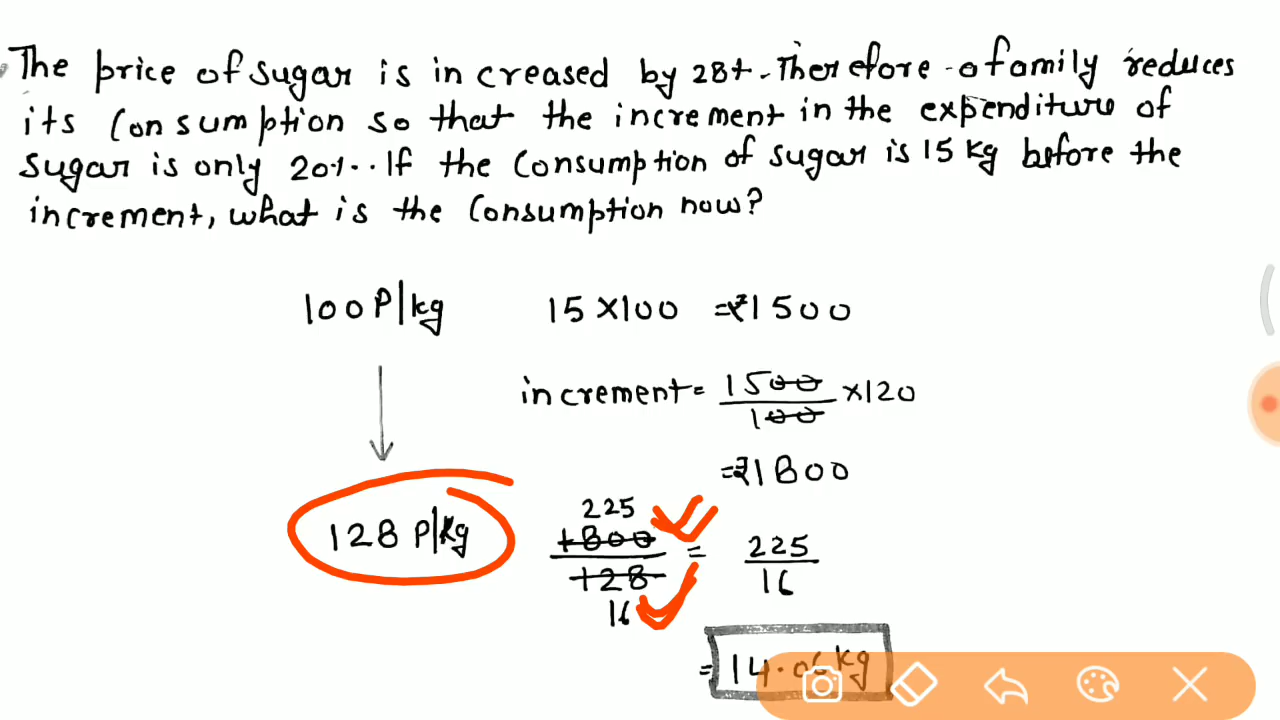 The price of sugar is increased by 28%. Therefore a family reduces
its Consumption so that the increment in the expenditure of
sugar is only 20%. If the Consumption of sugar is 15 kg before the
increment, what is the Consumption now?
100 P/kg 15 X100 =₹1500
increment = 1500/100 ×120
=₹1800
128 P/kg 225
1800/128 = 225/16
16
= 14.06 kg